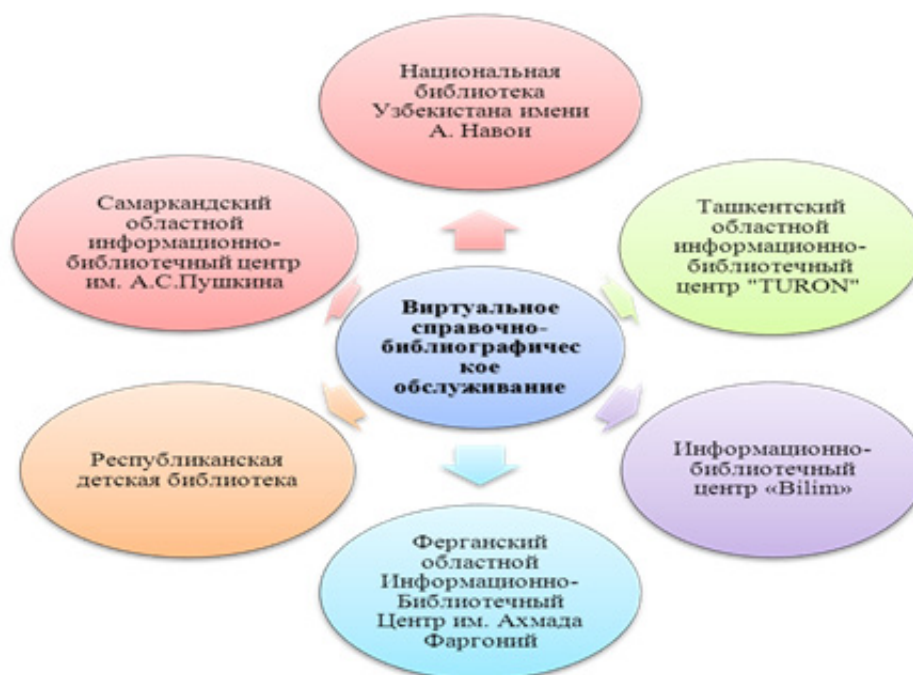 Национальная
библиотека
Узбекистана имени
А. Навои
Самаркандский
областной
информационно-
библиотечный центр
им. А.С.Пушкина
Ташкентский
областной
информационно-
библиотечный
центр "TURON"
Виртуальное
справочно-
библиографичес
кое
обслуживание
Республиканская
детская библиотека
Информационно-
библиотечный
центр «Bilim»
Ферганский
областной
Информационно-
Библиотечный
Центр им. Ахмада
Фаргоний